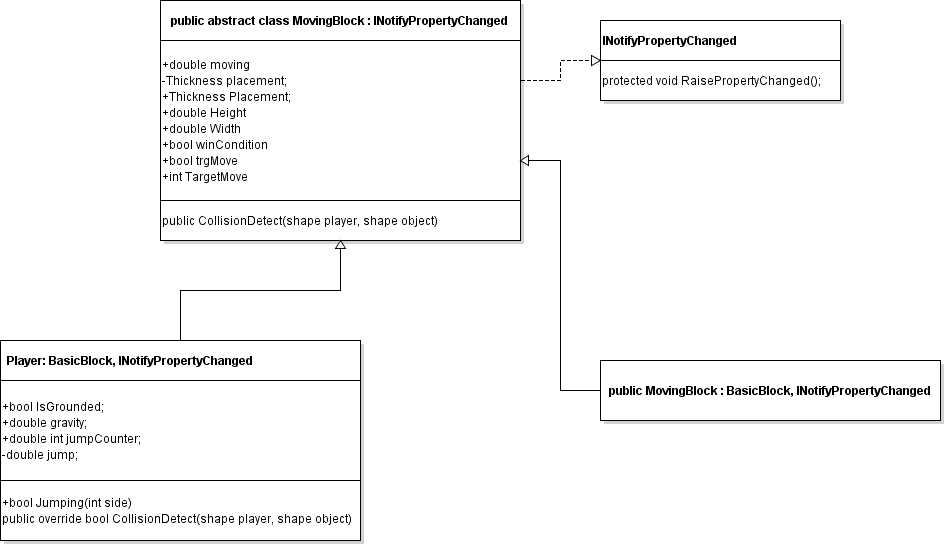 public abstract class MovingBlock : INotifyPropertyChanged
+double moving
-Thickness placement;
+Thickness Placement;
+double Height
+double Width
+bool winCondition
+bool trgMove
+int TargetMove
public CollisionDetect(shape player, shape object)
INotifyPropertyChanged
protected void RaisePropertyChanged();
Player: BasicBlock, INotifyPropertyChanged
+bool IsGrounded;
+double gravity;
+double int jumpCounter;
-double jump;
+bool Jumping(int side)
public override bool CollisionDetect(shape player, shape object)
public MovingBlock : BasicBlock, INotifyPropertyChanged